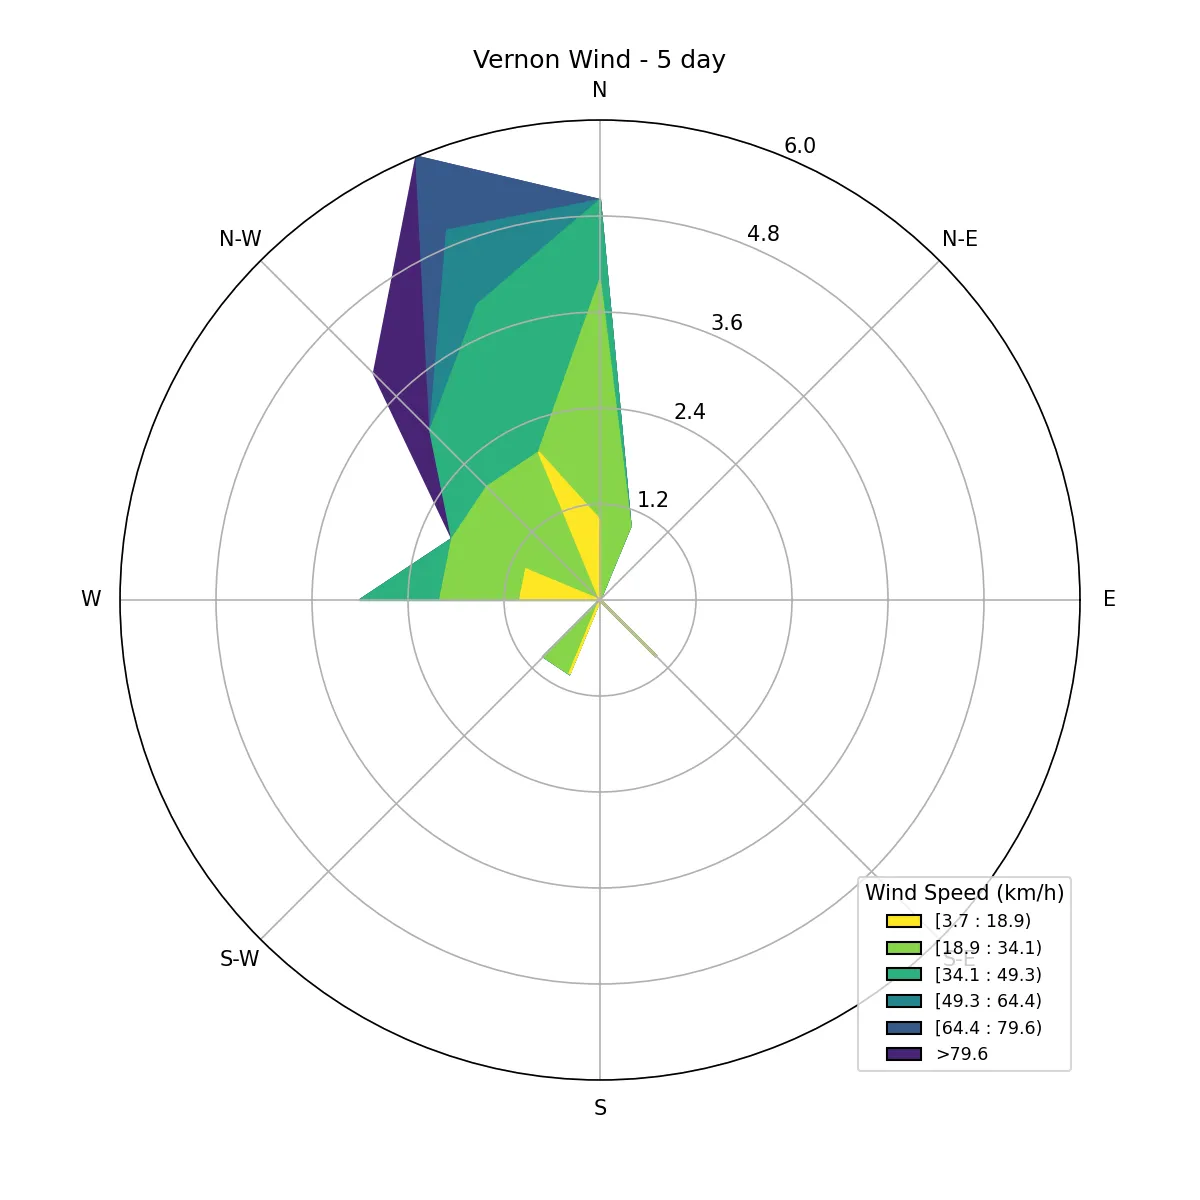 Vernon Wind - 5 day
N
6.0
4.8
N-W
N-E
3.6
2.4
1.2
W
E
Wind Speed (km/h)
[3.7 : 18.9)
[18.9 : 34.1)
S-W
S-E
[34.1 : 49.3)
[49.3 : 64.4)
[64.4 : 79.6)
>79.6
S